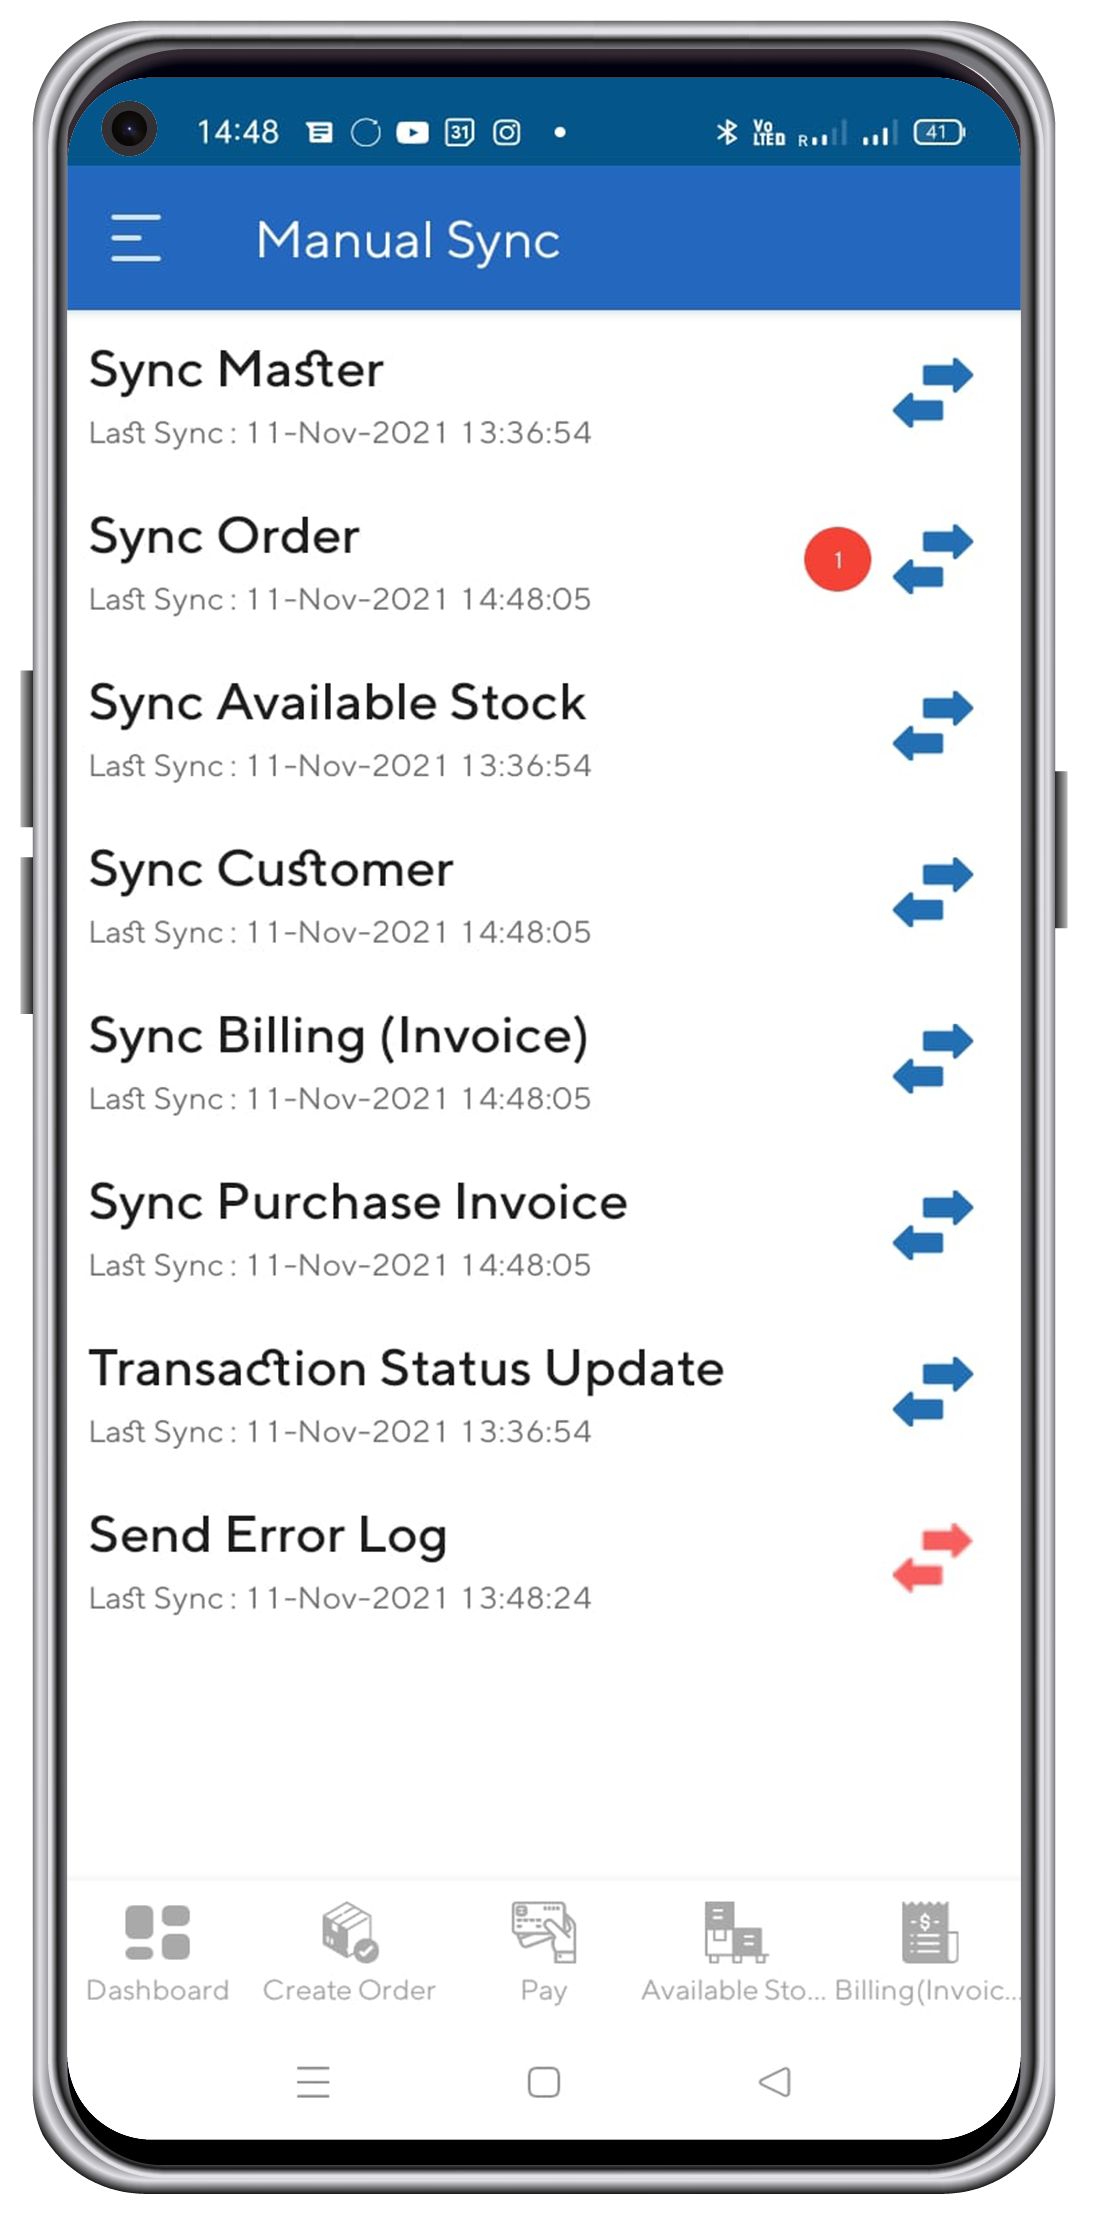 14:48 31 Vo LTED R 41
Manual Sync
Sync Master
Last Sync : 11-Nov-2021 13:36:54
Sync Order
Last Sync : 11-Nov-2021 14:48:05
1
Sync Available Stock
Last Sync : 11-Nov-2021 13:36:54
Sync Customer
Last Sync : 11-Nov-2021 14:48:05
Sync Billing (Invoice)
Last Sync : 11-Nov-2021 14:48:05
Sync Purchase Invoice
Last Sync : 11-Nov-2021 14:48:05
Transaction Status Update
Last Sync : 11-Nov-2021 13:36:54
Send Error Log
Last Sync : 11-Nov-2021 13:48:24
Dashboard Create Order Pay Available Sto... Billing(Invoic...